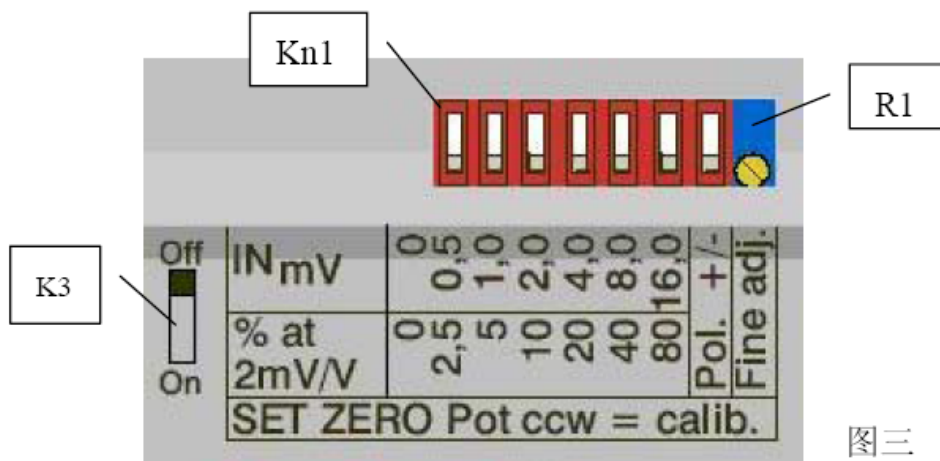 Kn1
R1
K3
Off
On
IN mV 0 0,5 1,0 2,0 4,0 8,0 16,0 +/-
% at
2mV/V 0 2,5 5 10 20 40 80 Pol. Fine adj.
SET ZERO Pot ccw = calib.
图三